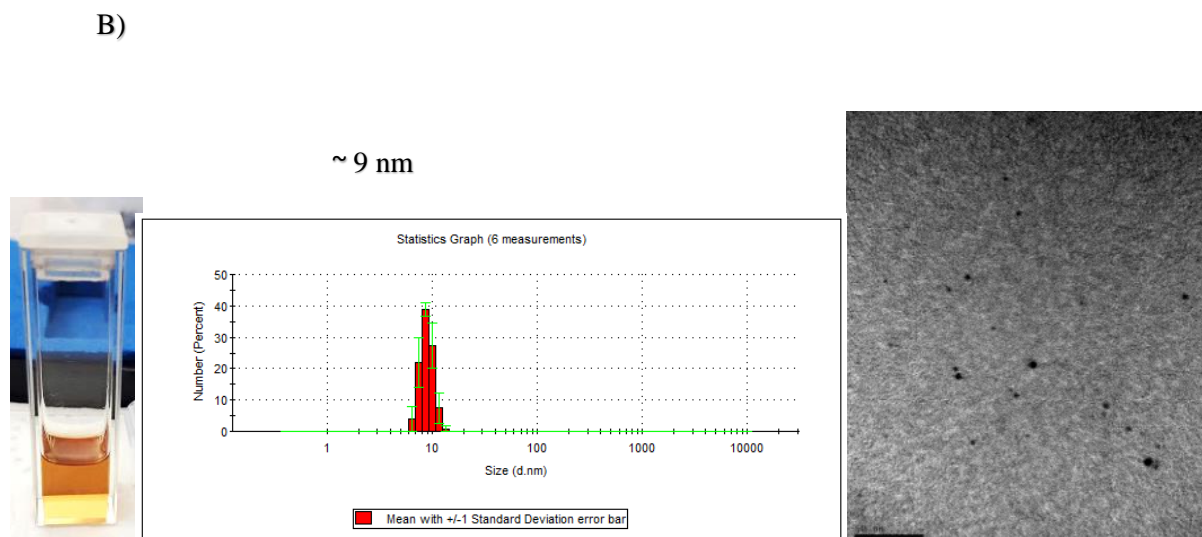 B)
~ 9 nm
Statistics Graph (6 measurements)
50
40
30
20
10
0
Number (Percent)
1 10 100 1000 10000
Size (d.nm)
Mean with +/-1 Standard Deviation error bar